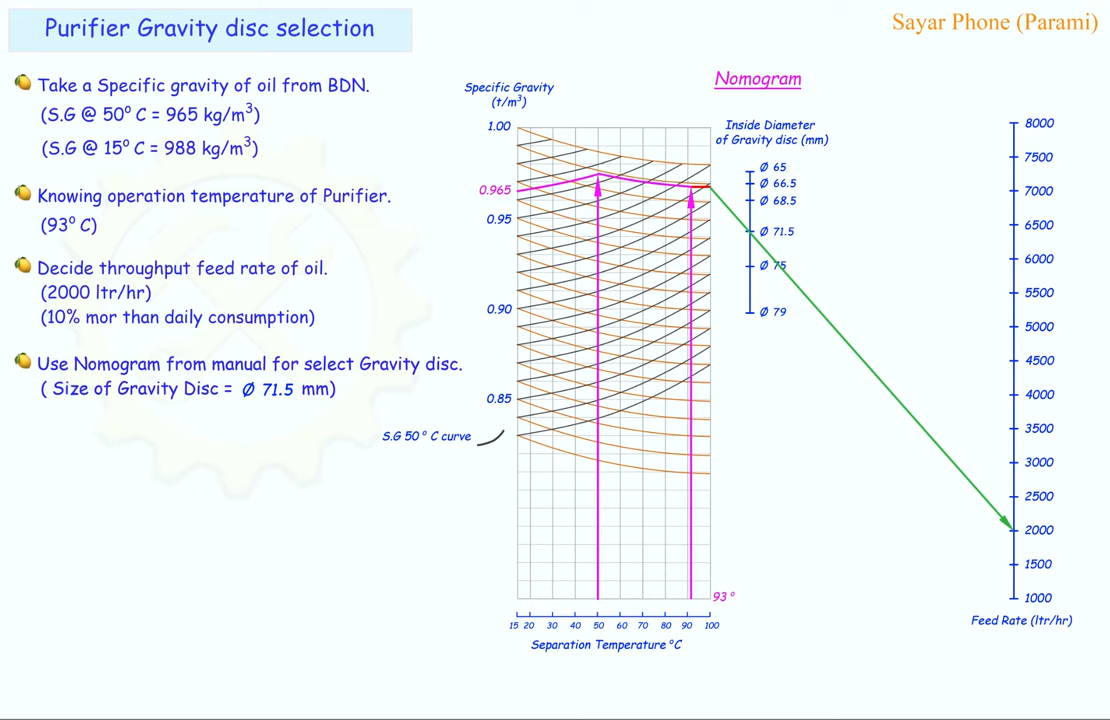 Purifier Gravity disc selection
Sayar Phone (Parami)
Take a Specific gravity of oil from BDN.
(S.G @ 50⁰ C = 965 kg/m³)
(S.G @ 15⁰ C = 988 kg/m³)
Knowing operation temperature of Purifier.
(93⁰ C)
Decide throughput feed rate of oil.
(2000 ltr/hr)
(10% mor than daily consumption)
Use Nomogram from manual for select Gravity disc.
( Size of Gravity Disc = Ø 71.5 mm)
Nomogram
Specific Gravity
(t/m³)
1.00
0.965
0.95
0.90
0.85
S.G 50 ⁰ C curve
Inside Diameter
of Gravity disc (mm)
Ø 65
Ø 66.5
Ø 68.5
Ø 71.5
Ø 75
Ø 79
8000
7500
7000
6500
6000
5500
5000
4500
4000
3500
3000
2500
2000
1500
1000
Feed Rate (ltr/hr)
93 ⁰
15 20 30 40 50 60 70 80 90 100
Separation Temperature ⁰C